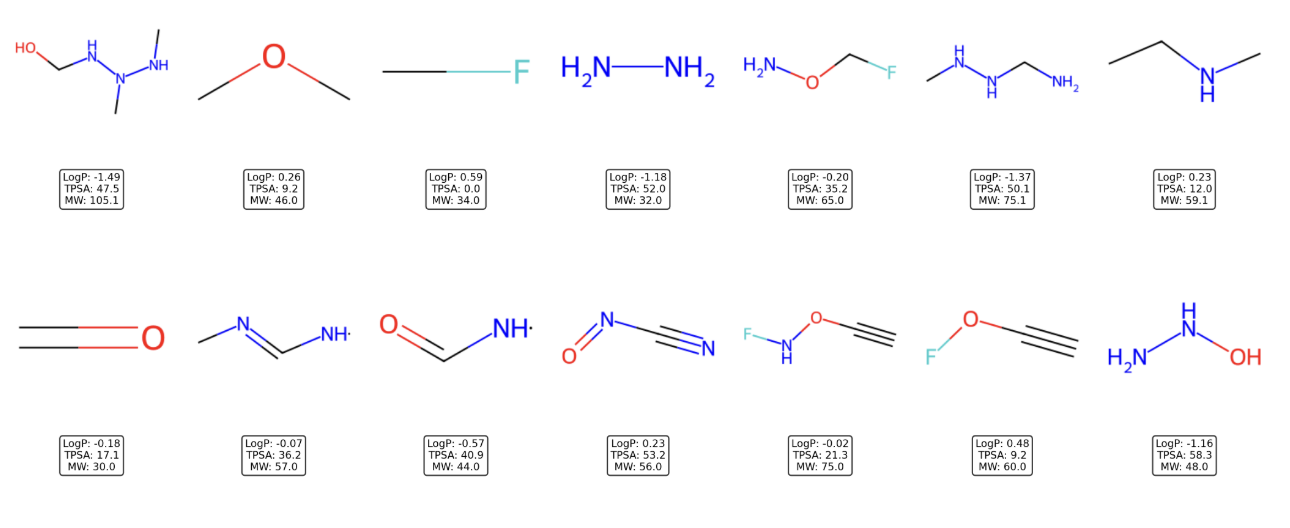 HO H N N NH
O
F
H₂N NH₂
H₂N O F
H N N H NH₂
N H
LogP: -1.49
TPSA: 47.5
MW: 105.1
LogP: 0.26
TPSA: 9.2
MW: 46.0
LogP: 0.59
TPSA: 0.0
MW: 34.0
LogP: -1.18
TPSA: 52.0
MW: 32.0
LogP: -0.20
TPSA: 35.2
MW: 65.0
LogP: -1.37
TPSA: 50.1
MW: 75.1
LogP: 0.23
TPSA: 12.0
MW: 59.1
O
N NH·
O NH·
O N N
F N H O
F O
H₂N H N OH
LogP: -0.18
TPSA: 17.1
MW: 30.0
LogP: -0.07
TPSA: 36.2
MW: 57.0
LogP: -0.57
TPSA: 40.9
MW: 44.0
LogP: 0.23
TPSA: 53.2
MW: 56.0
LogP: -0.02
TPSA: 21.3
MW: 75.0
LogP: 0.48
TPSA: 9.2
MW: 60.0
LogP: -1.16
TPSA: 58.3
MW: 48.0